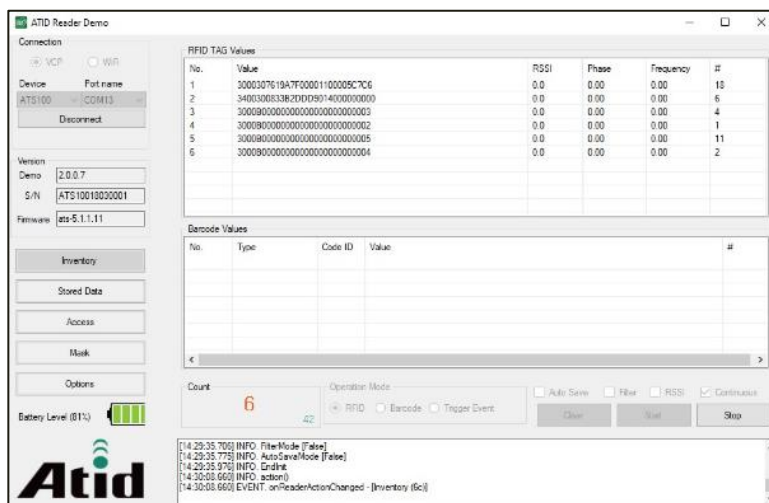 ATID Reader Demo
Connection
VCP WiFi
Device Port name
ATS100 COM13
Disconnect
Version
Demo 2.0.0.7
S/N ATS10018030001
Firmware ats-5.1.1.11
Inventory
Stored Data
Access
Mask
Options
Battery Level (81%)
Atid
RFID TAG Values
No. Value RSSI Phase Frequency #
1 3000307619A7F00001100005C7C6 0.0 0.00 0.00 18
2 3400300833B2DDD9014000000000 0.0 0.00 0.00 6
3 3000B00000000000000000000003 0.0 0.00 0.00 4
4 3000B00000000000000000000002 0.0 0.00 0.00 1
5 3000B00000000000000000000005 0.0 0.00 0.00 11
6 3000B00000000000000000000004 0.0 0.00 0.00 2
Barcode Values
No. Type Code ID Value #
Count
6
42
Operation Mode
RFID Barcode Trigger Event
Auto Save Filter RSSI Continuous
Clear Start Stop
[14:29:35.706] INFO. FilterMode [False]
[14:29:35.775] INFO. AutoSavaMode [False]
[14:29:35.976] INFO. EndInit
[14:30:08.660] INFO. action()
[14:30:08.660] EVENT. onReaderActionChanged - [Inventory (6c)]